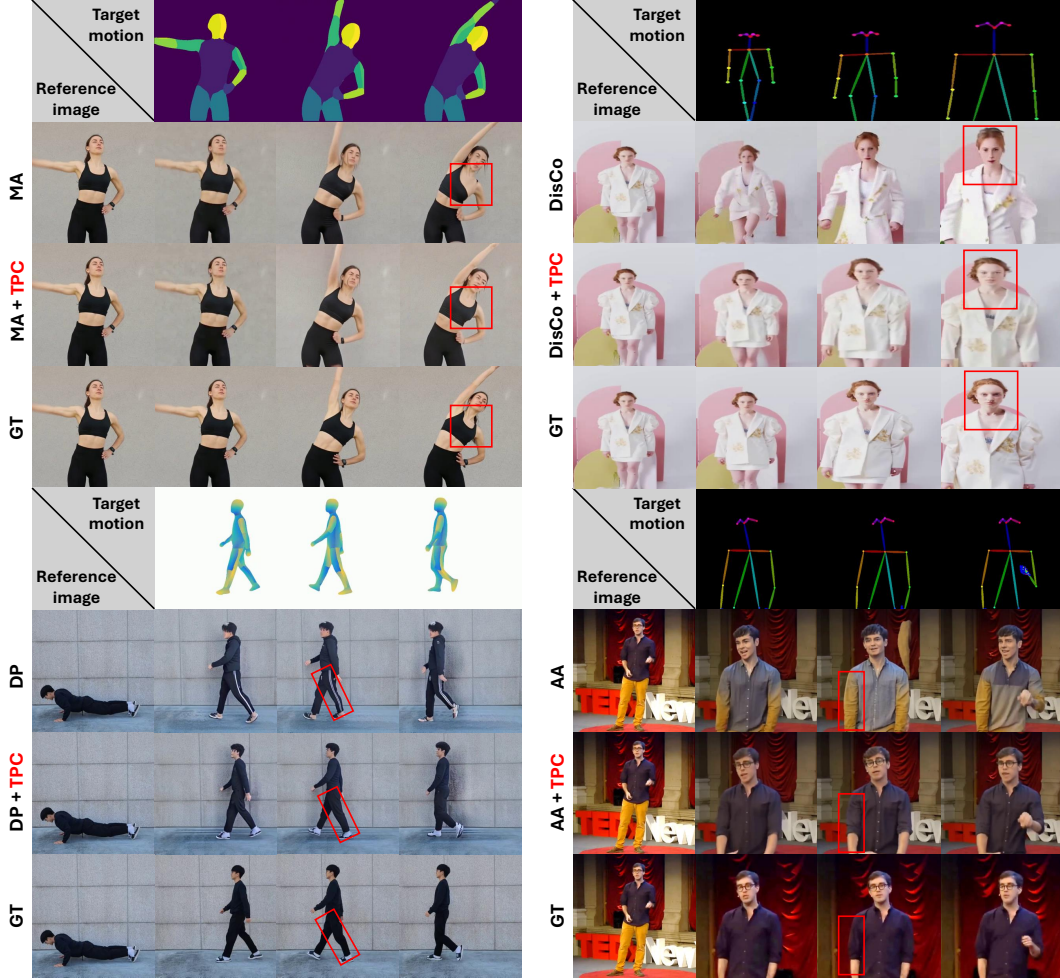 Target
motion
Reference
image
MA
MA + TPC
GT
Target
motion
Reference
image
DisCo
DisCo + TPC
GT
Target
motion
Reference
image
DP
DP + TPC
GT
Target
motion
Reference
image
AA
AA + TPC
GT